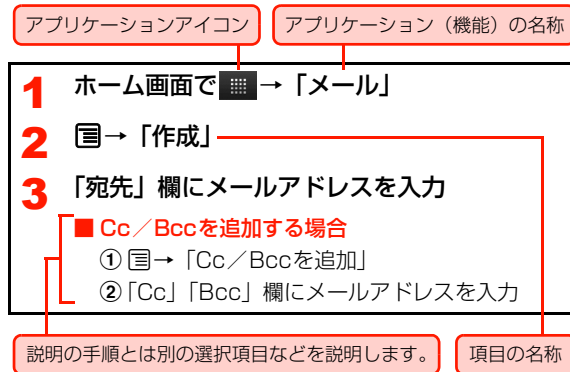 アプリケーションアイコン
アプリケーション（機能）の名称
1 ホーム画面で→「メール」
2 →「作成」
3 「宛先」欄にメールアドレスを入力
■ Cc／Bccを追加する場合
① →「Cc／Bccを追加」
②「Cc」「Bcc」欄にメールアドレスを入力
説明の手順とは別の選択項目などを説明します。
項目の名称